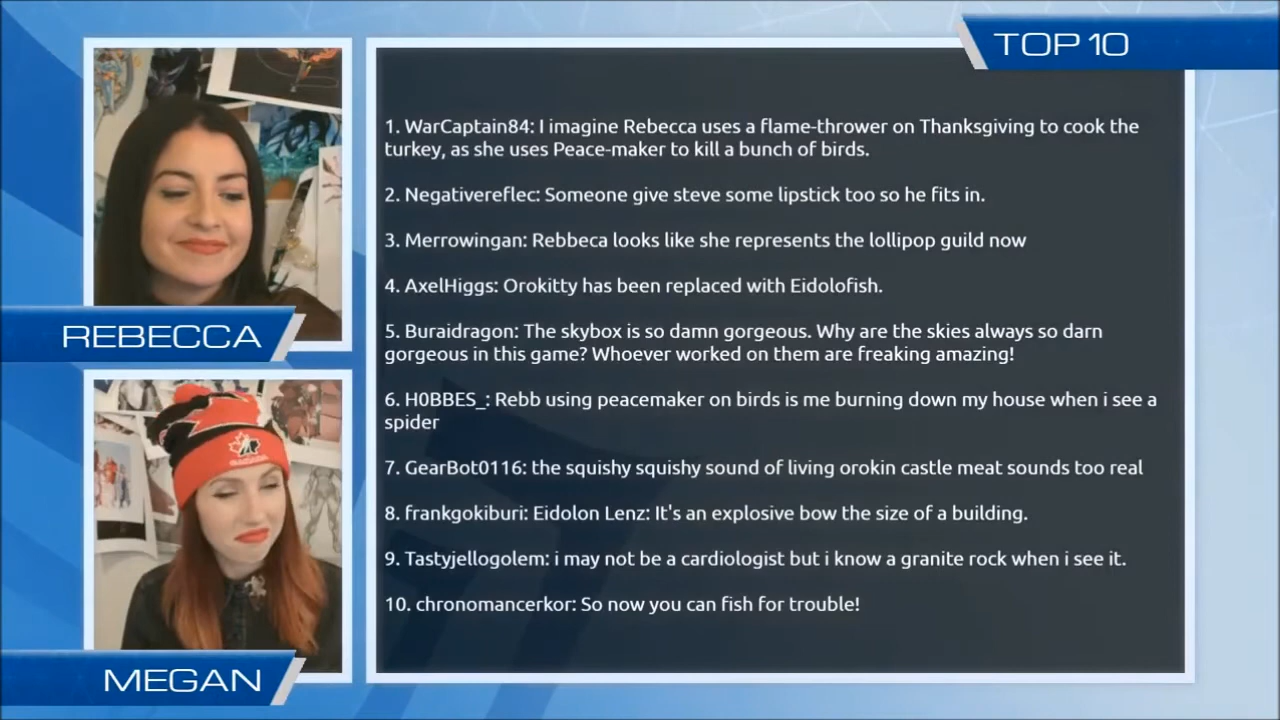 TOP 10
1. WarCaptain84: I imagine Rebecca uses a flame-thrower on Thanksgiving to cook the
turkey, as she uses Peace-maker to kill a bunch of birds.
2. Negativereflec: Someone give steve some lipstick too so he fits in.
3. Merrowingan: Rebbeca looks like she represents the lollipop guild now
4. AxelHiggs: Orokitty has been replaced with Eidolofish.
5. Buraidragon: The skybox is so damn gorgeous. Why are the skies always so darn
gorgeous in this game? Whoever worked on them are freaking amazing!
6. H0BBES_: Rebb using peacemaker on birds is me burning down my house when i see a
spider
7. GearBot0116: the squishy squishy sound of living orokin castle meat sounds too real
8. frankgokiburi: Eidolon Lenz: It's an explosive bow the size of a building.
9. Tastyjellogolem: i may not be a cardiologist but i know a granite rock when i see it.
10. chronomancerkor: So now you can fish for trouble!
REBECCA
CANADA
MEGAN